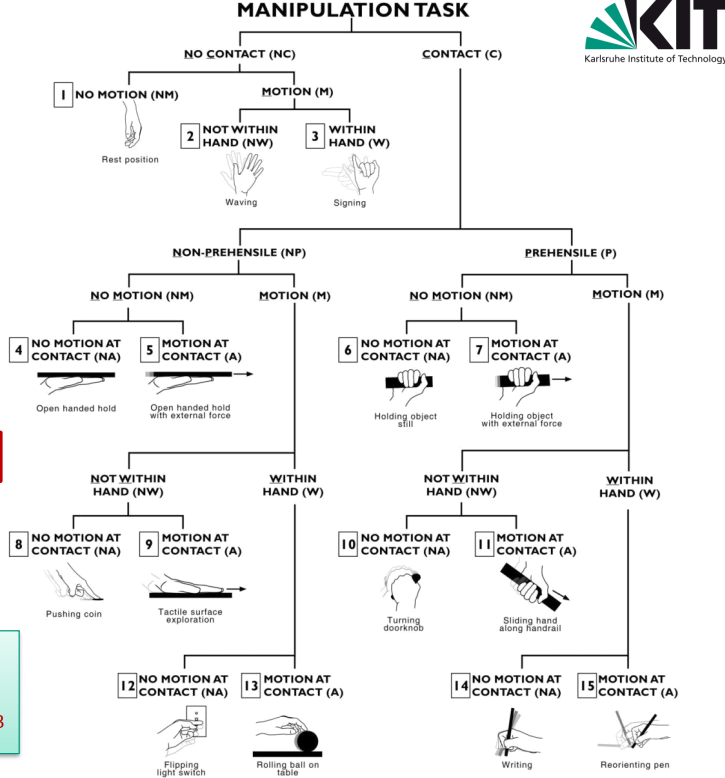 MANIPULATION TASK
KIT
Karlsruhe Institute of Technology
NO CONTACT (NC)
CONTACT (C)
1 NO MOTION (NM)
Rest position
MOTION (M)
2 NOT WITHIN
HAND (NW)
Waving
3 WITHIN
HAND (W)
Signing
NON-PREHENSILE (NP)
PREHENSILE (P)
NO MOTION (NM)
MOTION (M)
NO MOTION (NM)
MOTION (M)
4 NO MOTION AT
CONTACT (NA)
Open handed hold
5 MOTION AT
CONTACT (A)
Open handed hold
with external force
6 NO MOTION AT
CONTACT (NA)
Holding object
still
7 MOTION AT
CONTACT (A)
Holding object
with external force
NOT WITHIN
HAND (NW)
WITHIN
HAND (W)
NOT WITHIN
HAND (NW)
WITHIN
HAND (W)
8 NO MOTION AT
CONTACT (NA)
Pushing coin
9 MOTION AT
CONTACT (A)
Tactile surface
exploration
10 NO MOTION AT
CONTACT (NA)
Turning
doorknob
11 MOTION AT
CONTACT (A)
Sliding hand
along handrail
12 NO MOTION AT
CONTACT (NA)
Flipping
light switch
13 MOTION AT
CONTACT (A)
Rolling ball on
table
14 NO MOTION AT
CONTACT (NA)
Writing
15 MOTION AT
CONTACT (A)
Reorienting pen